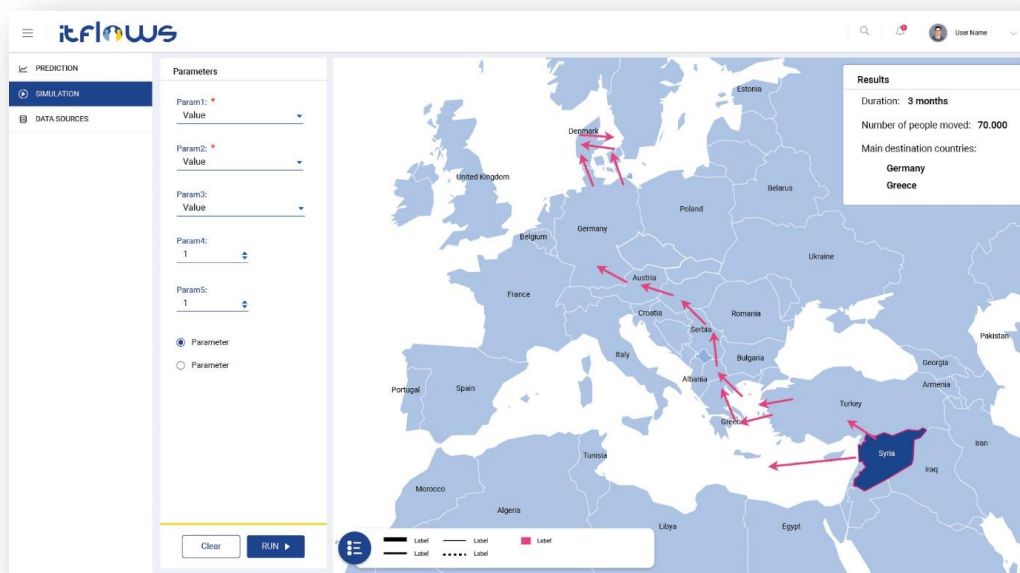 itflows
User Name
PREDICTION
SIMULATION
DATA SOURCES
Parameters
Param1: *
Value
Param2: *
Value
Param3:
Value
Param4:
1
Param5:
1
Parameter
Parameter
Clear
RUN
Estonia
Denmark
United Kingdom
Belarus
Poland
Germany
Belgium
Ukraine
Austria
France
Croatia
Romania
Serbia
Pakistan
Italy
Bulgaria
Georgia
Albania
Armenia
Portugal
Spain
Turkey
Greece
Iran
Syria
Tunisia
Iraq
Morocco
Algeria
Libya
Egypt
Results
Duration: 3 months
Number of people moved: 70.000
Main destination countries:
Germany
Greece
Label
Label
Label
Label
Label